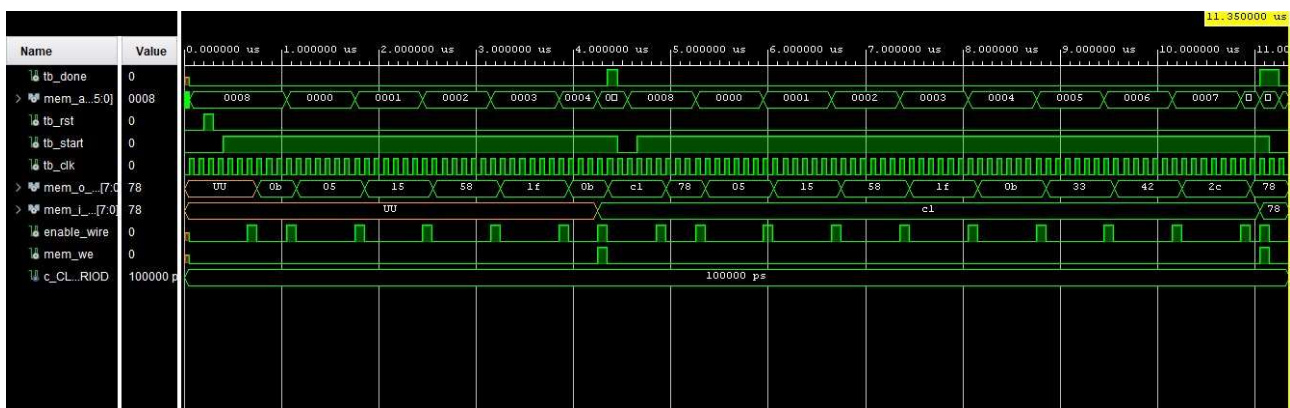 11.350000 us
Name Value 0.000000 us 1.000000 us 2.000000 us 3.000000 us 4.000000 us 5.000000 us 6.000000 us 7.000000 us 8.000000 us 9.000000 us 10.000000 us 11.00
tb_done 0
mem_a...5:0] 0008 0008 0000 0001 0002 0003 0004 0008 0000 0001 0002 0003 0004 0005 0006 0007
tb_rst 0
tb_start 0
tb_clk 0
mem_o_...[7:0 78 UU 0b 05 15 58 1f 0b c1 78 05 15 58 1f 0b 33 42 2c 78
mem_i_...[7:0] 78 UU c1 78
enable_wire 0
mem_we 0
c_CL...RIOD 100000 p 100000 ps